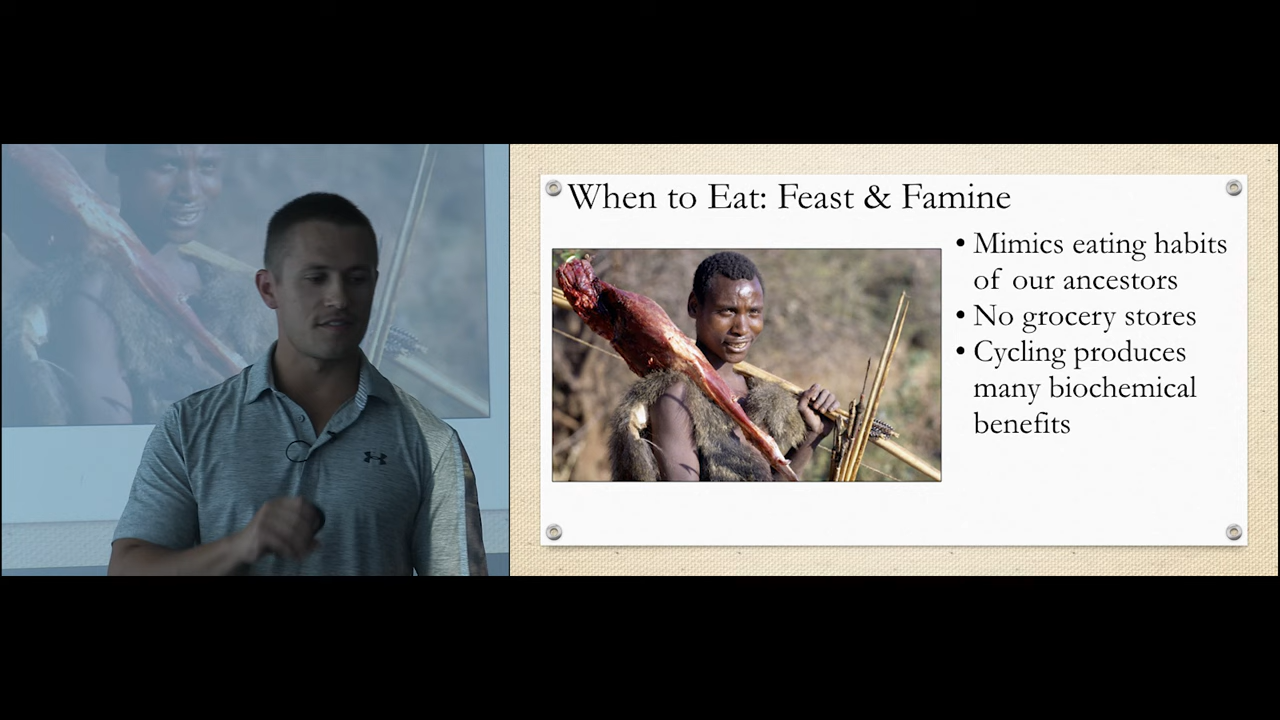 When to Eat: Feast & Famine
• Mimics eating habits
of our ancestors
• No grocery stores
• Cycling produces
many biochemical
benefits